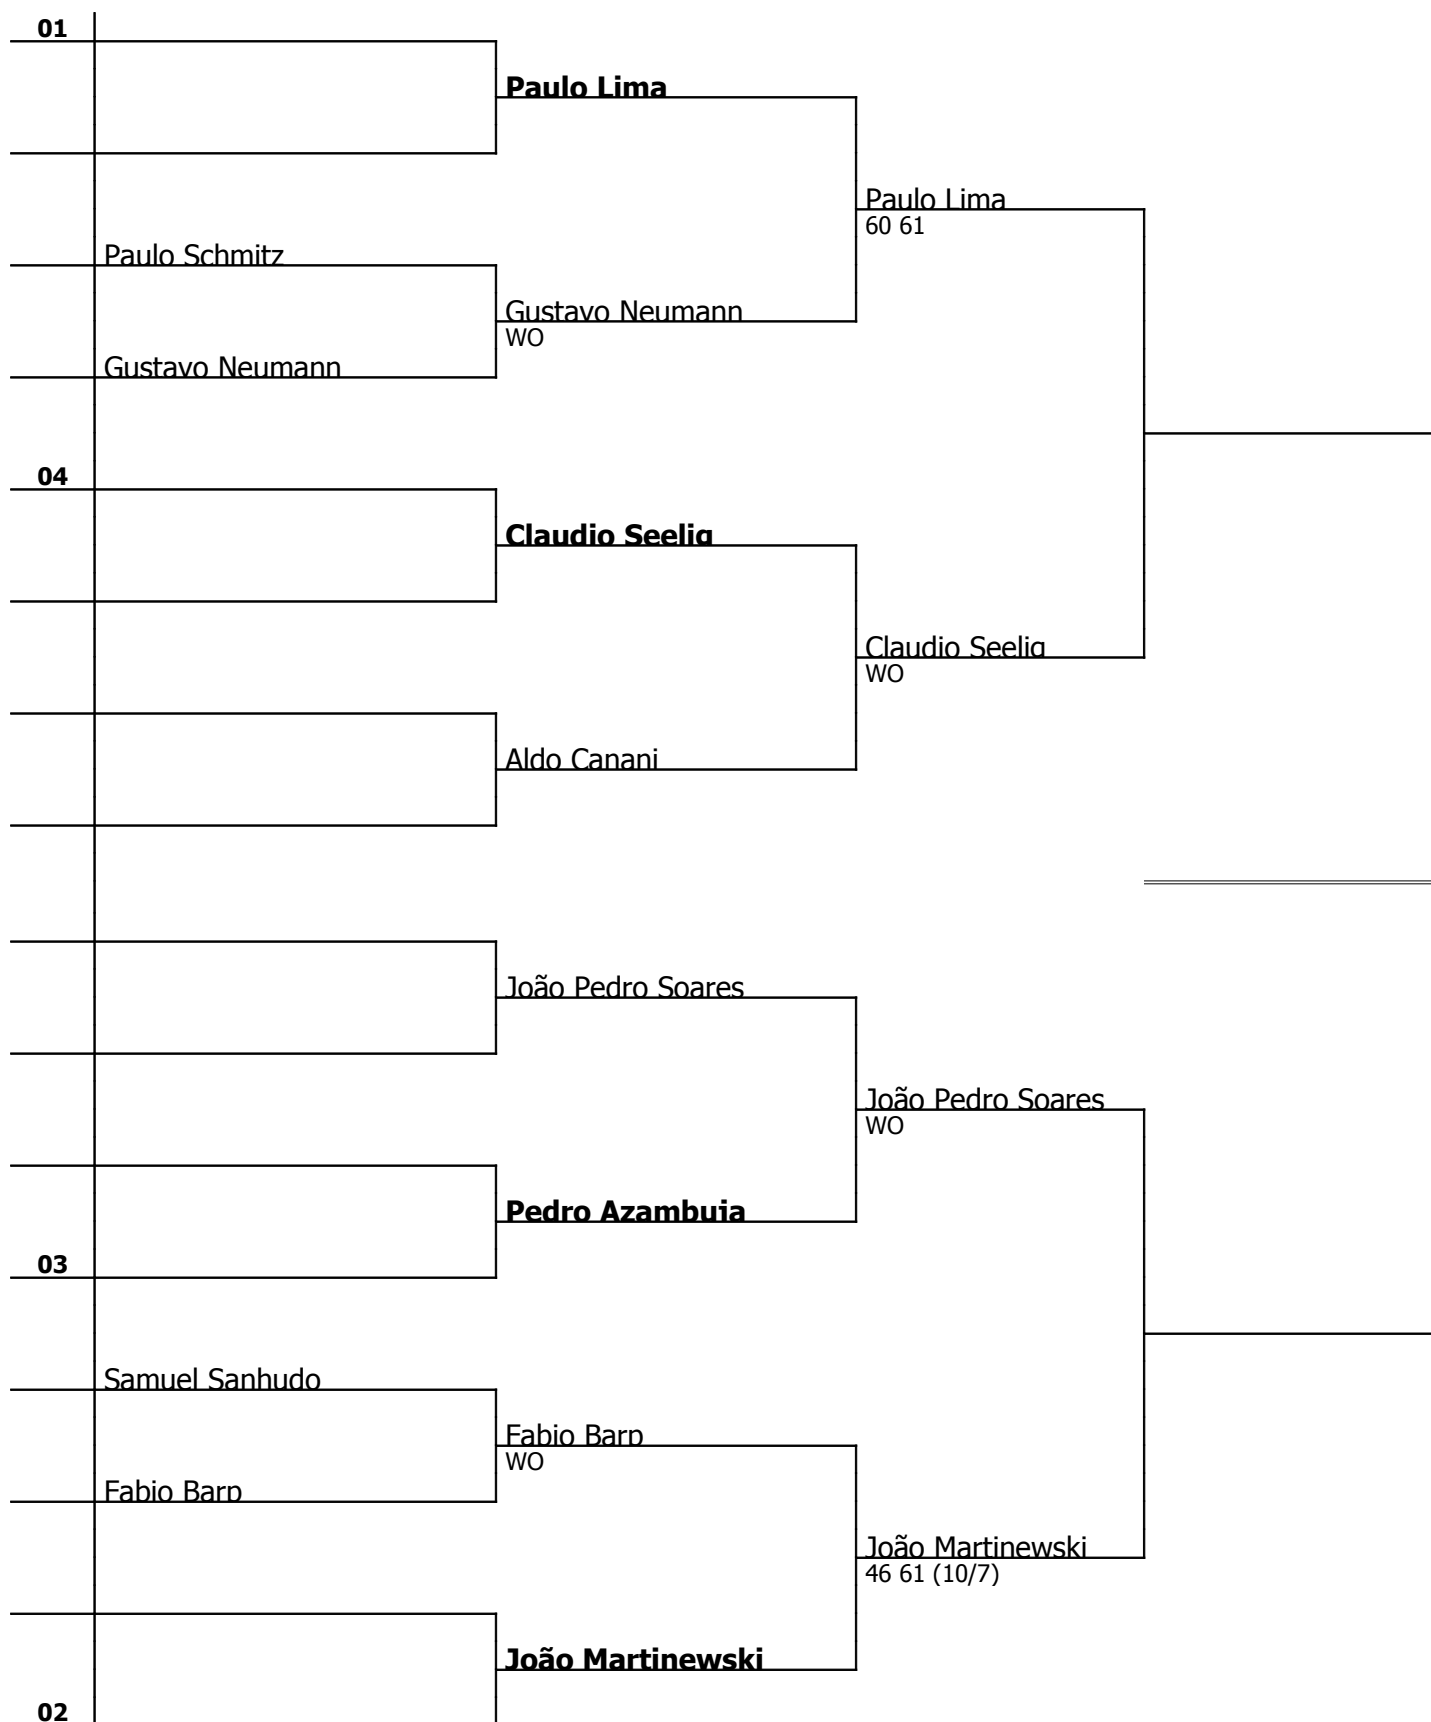 01
Paulo Lima
Paulo Lima
60 61
Paulo Schmitz
Gustavo Neumann
WO
Gustavo Neumann
04
Claudio Seelig
Claudio Seelig
WO
Aldo Canani
João Pedro Soares
João Pedro Soares
WO
Pedro Azambuja
03
Samuel Sanhudo
Fabio Barp
WO
Fabio Barp
João Martinewski
46 61 (10/7)
João Martinewski
02